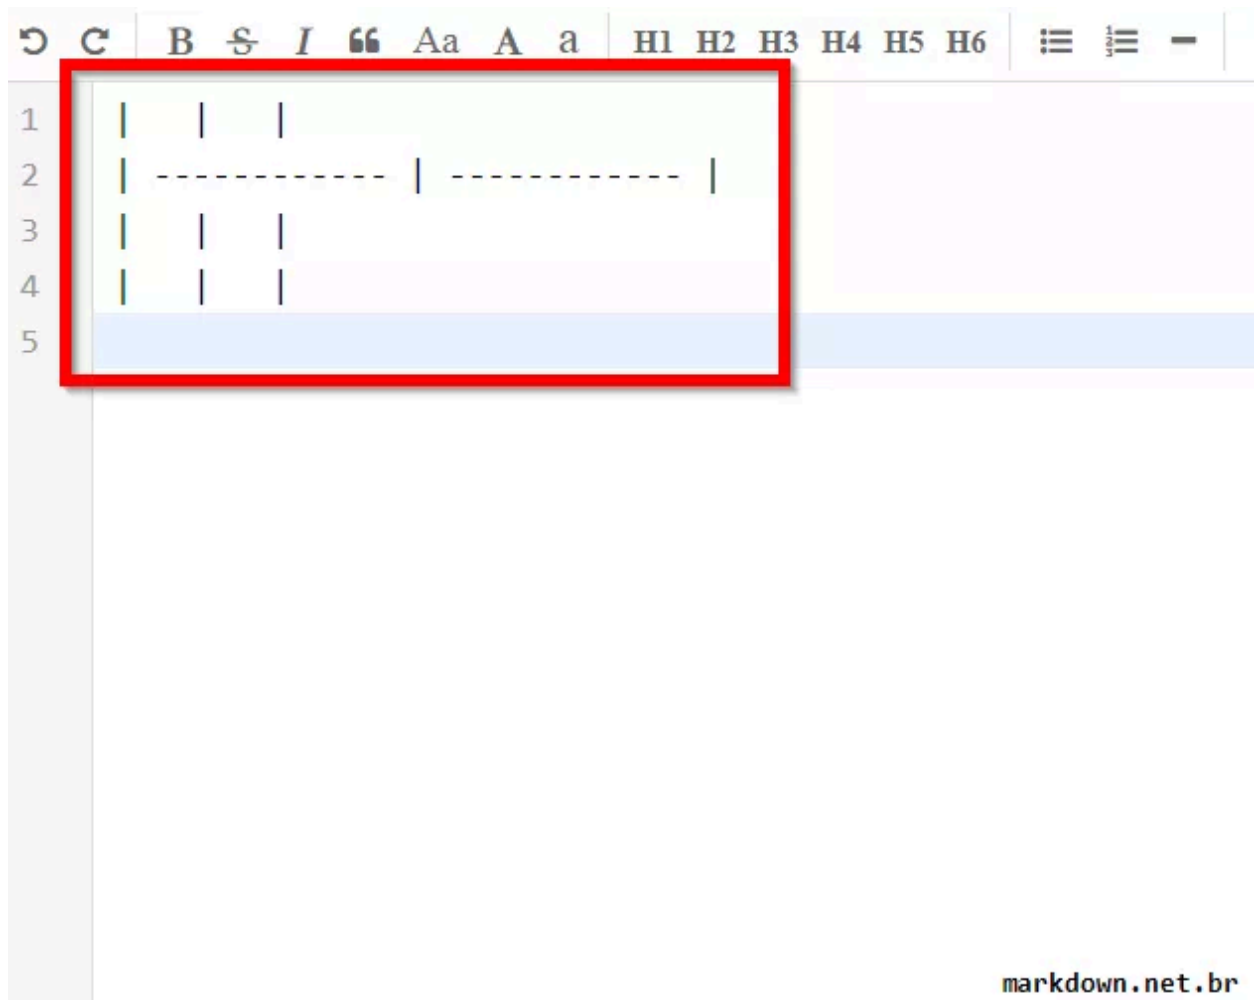 B S I “ Aa A a H1 H2 H3 H4 H5 H6
1 |   |   |
2 | ------------ | ------------ |
3 |   |   |
4 |   |   |
5
markdown.net.br